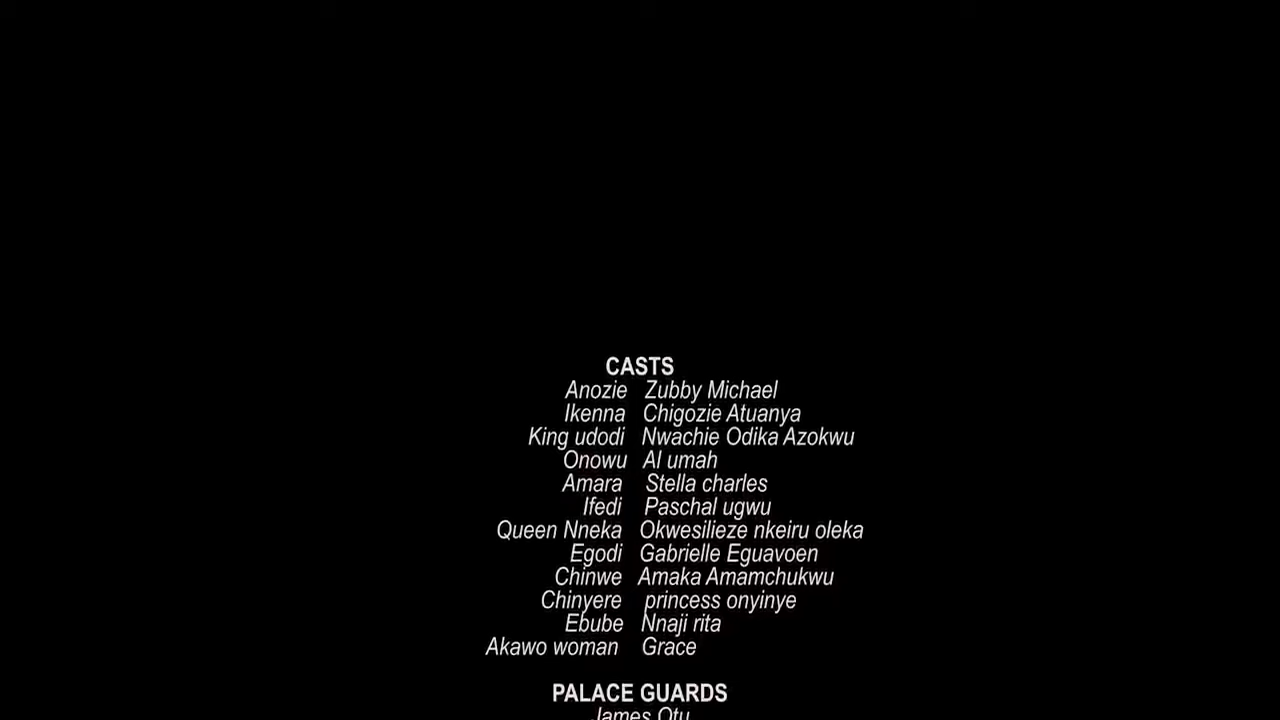 CASTS
Anozie Zubby Michael
Ikenna Chigozie Atuanya
King udodi Nwachie Odika Azokwu
Onowu Al umah
Amara Stella charles
Ifedi Paschal ugwu
Queen Nneka Okwesilieze nkeiru oleka
Egodi Gabrielle Eguavoen
Chinwe Amaka Amamchukwu
Chinyere princess onyinye
Ebube Nnaji rita
Akawo woman Grace
PALACE GUARDS
James Otu